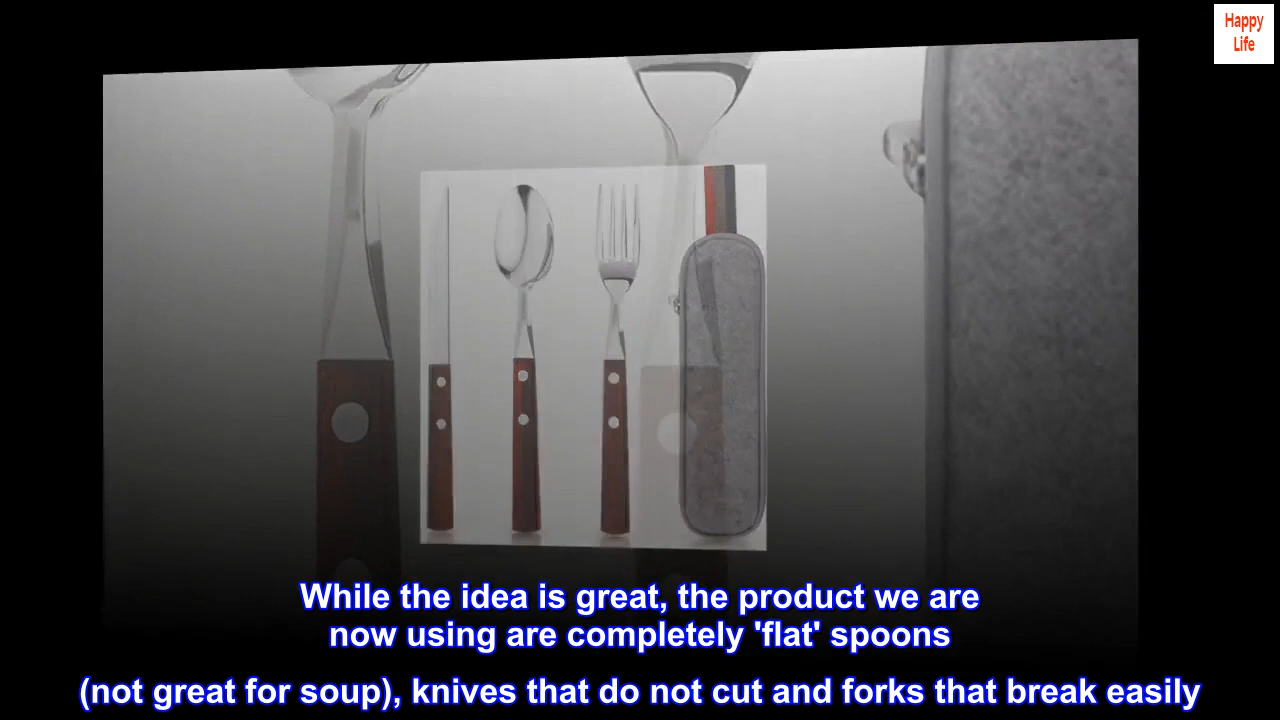 Happy
Life
While the idea is great, the product we are
now using are completely 'flat' spoons
(not great for soup), knives that do not cut and forks that break easily